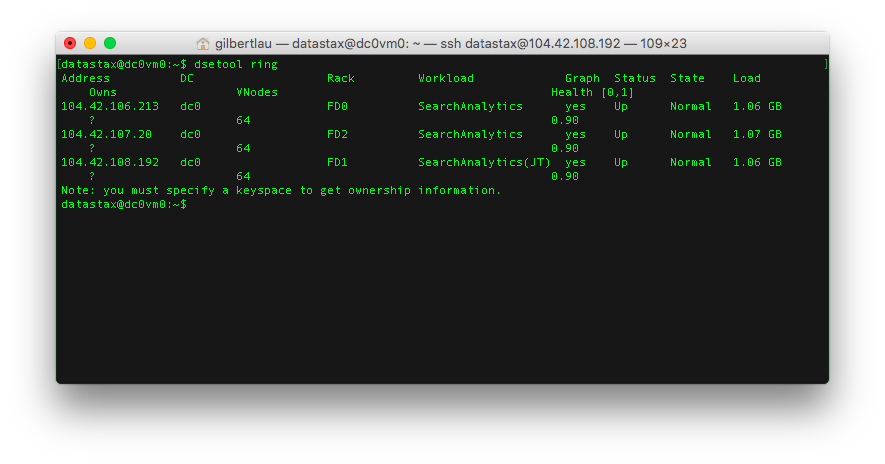 gilbertlau — datastax@dc0vm0: ~ — ssh datastax@104.42.108.192 — 109×23
[datastax@dc0vm0:~$ dsetool ring ]
Address DC Rack Workload Graph Status State Load
Owns VNodes Health [0,1]
104.42.106.213 dc0 FD0 SearchAnalytics yes Up Normal 1.06 GB
? 64 0.90
104.42.107.20 dc0 FD2 SearchAnalytics yes Up Normal 1.07 GB
? 64 0.90
104.42.108.192 dc0 FD1 SearchAnalytics(JT) yes Up Normal 1.06 GB
? 64 0.90
Note: you must specify a keyspace to get ownership information.
datastax@dc0vm0:~$